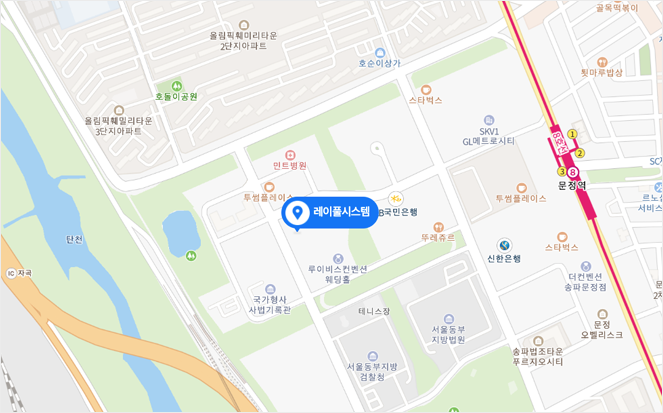 골목떡볶이
올림픽훼미리타운
2단지아파트
호순이상가
횟마루밥상
호돌이공원
스타벅스
올림픽훼밀리타운
3단지아파트
SKV1
GL메트로시티
8호선
1
2
3
8
문정역
민트병원
투썸플레이스
레이풀시스템
국민은행
투썸플레이스
르노
서비스
탄천
뚜레쥬르
스타벅스
신한은행
루이비스컨벤션
웨딩홀
더컨벤션
송파문정점
IC 자곡
국가형사
사법기록관
테니스장
문정
오벨리스크
서울동부
지방법원
송파법조타운
푸르지오시티
서울동부지방
검찰청